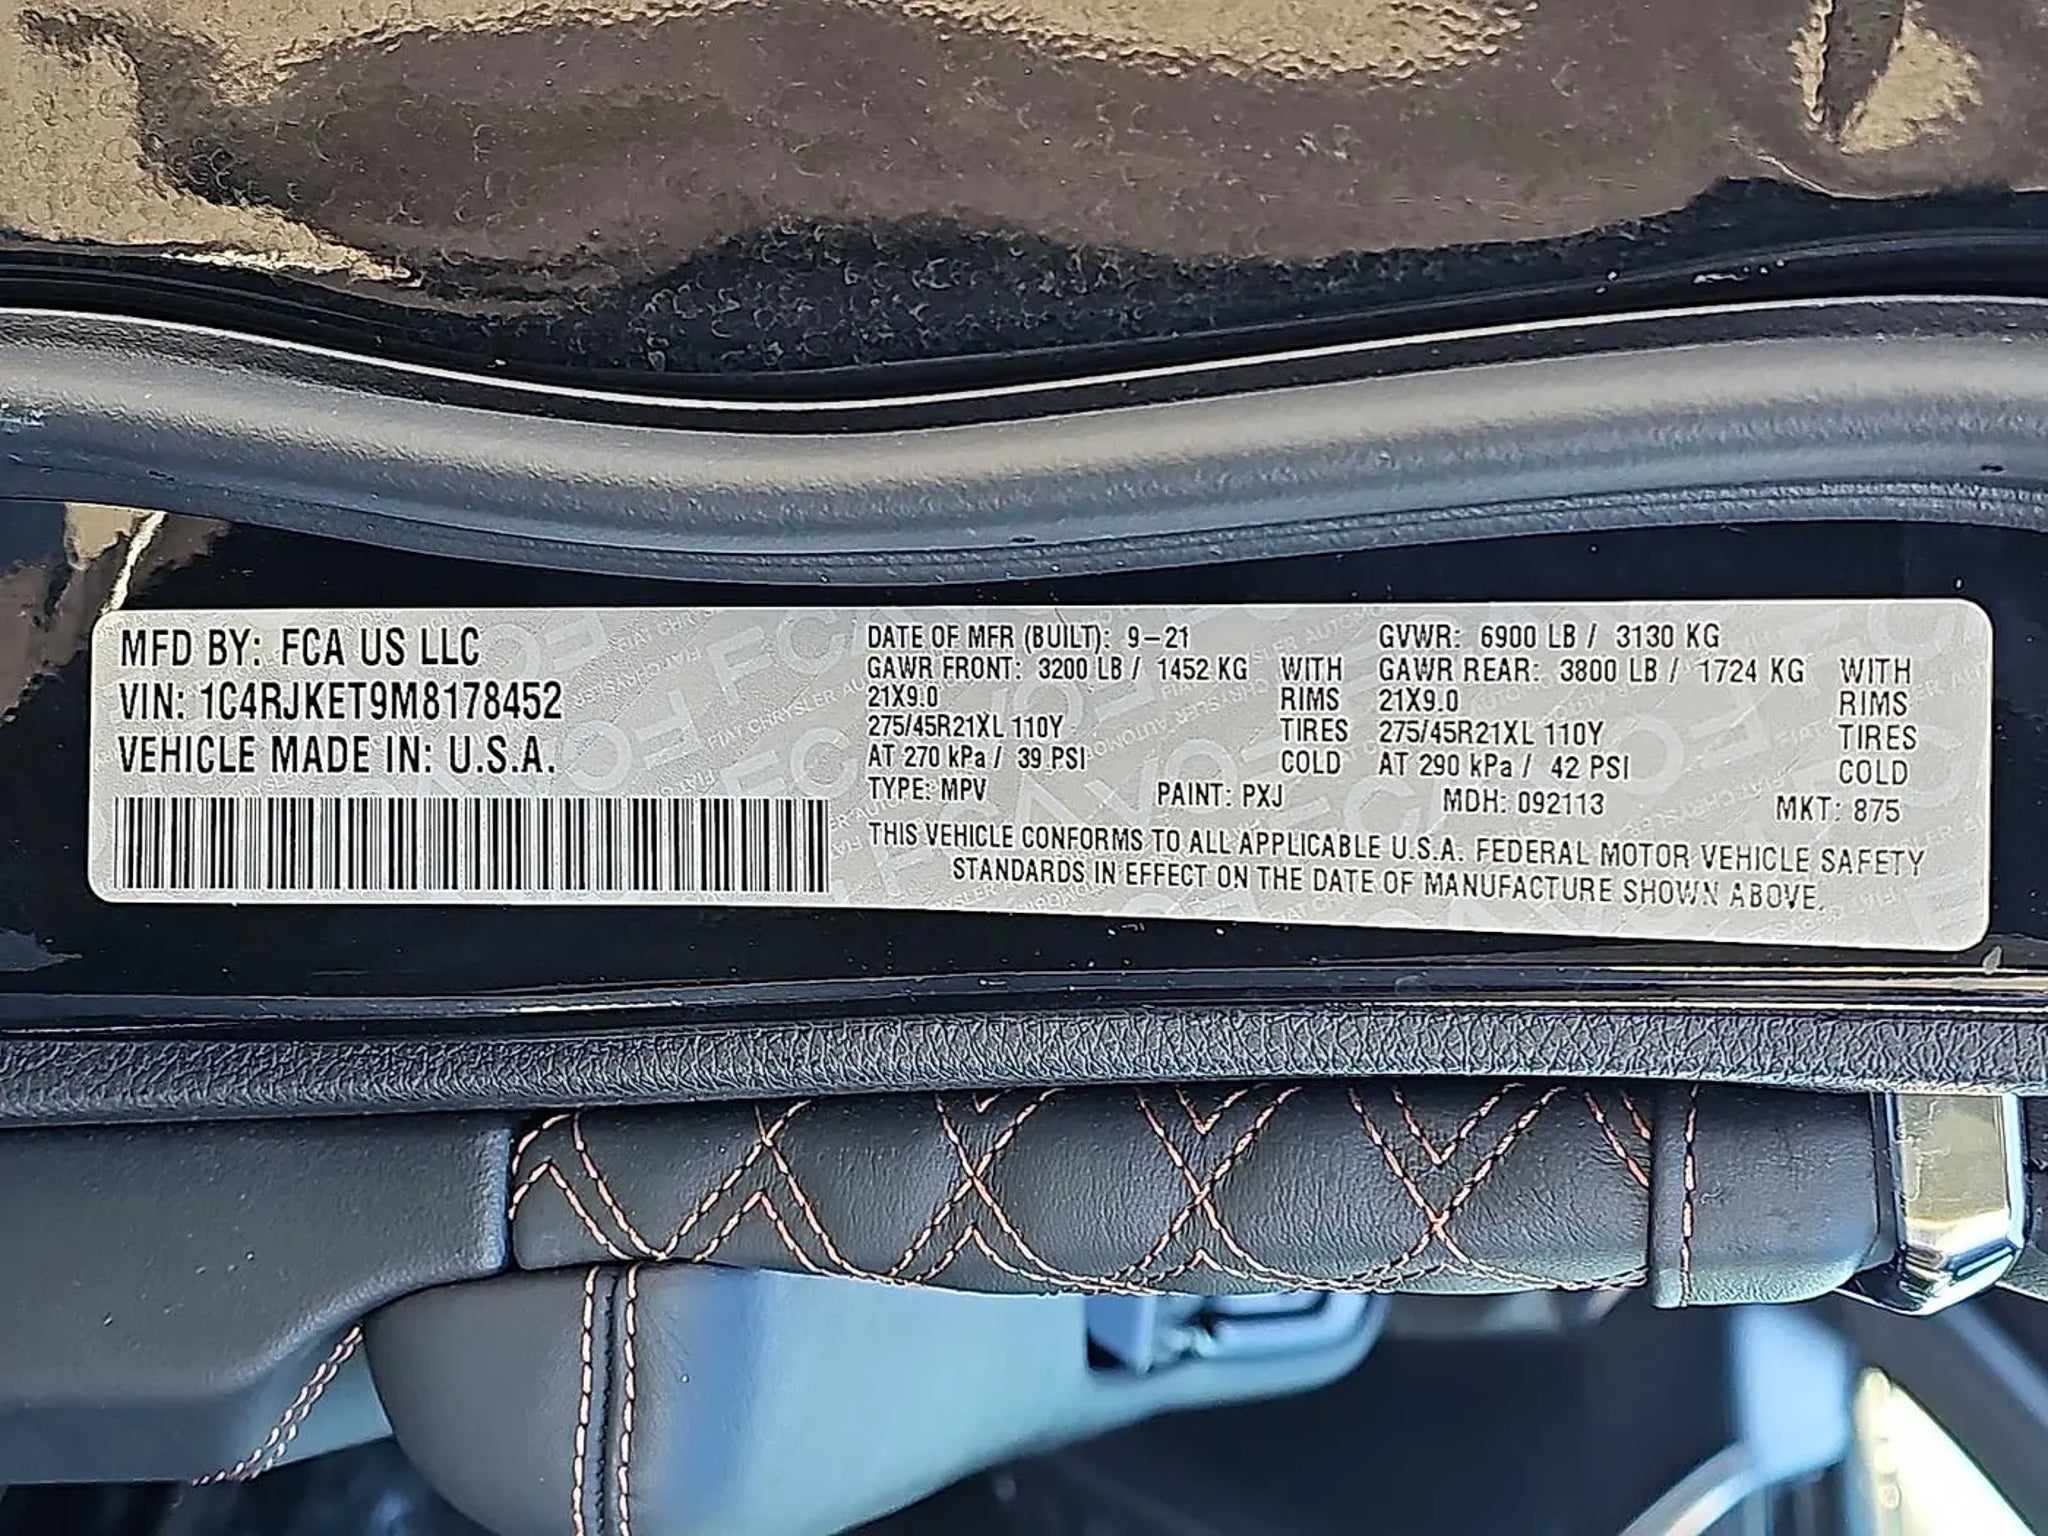 MFD BY: FCA US LLC
VIN: 1C4RJKET9M8178452
VEHICLE MADE IN: U.S.A.
DATE OF MFR (BUILT): 9-21 GVWR: 6900 LB / 3130 KG
GAWR FRONT: 3200 LB / 1452 KG WITH GAWR REAR: 3800 LB / 1724 KG WITH
21X9.0 RIMS 21X9.0 RIMS
275/45R21XL 110Y TIRES 275/45R21XL 110Y TIRES
AT 270 kPa / 39 PSI COLD AT 290 kPa / 42 PSI COLD
TYPE: MPV PAINT: PXJ MDH: 092113 MKT: 875
THIS VEHICLE CONFORMS TO ALL APPLICABLE U.S.A. FEDERAL MOTOR VEHICLE SAFETY
STANDARDS IN EFFECT ON THE DATE OF MANUFACTURE SHOWN ABOVE.